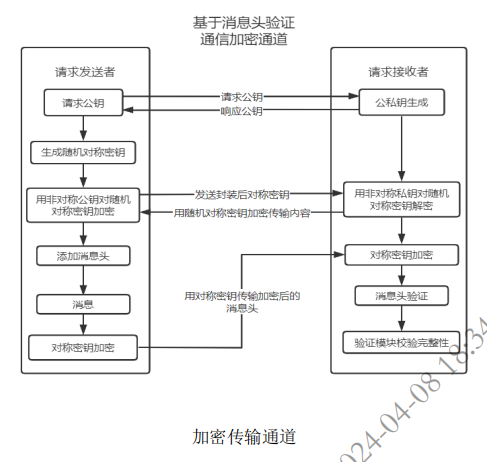 基于消息头验证
通信加密通道
请求发送者
请求接收者
请求公钥
请求公钥
响应公钥
公私钥生成
生成随机对称密钥
用非对称公钥对随机
对称密钥加密
发送封装后对称密钥
用随机对称密钥加密传输内容
用非对称私钥对随机
对称密钥解密
添加消息头
对称密钥加密
消息
用对称密钥传输加密后的
消息头
消息头验证
对称密钥加密
验证模块校验完整性
加密传输通道
024-04-08 18:34